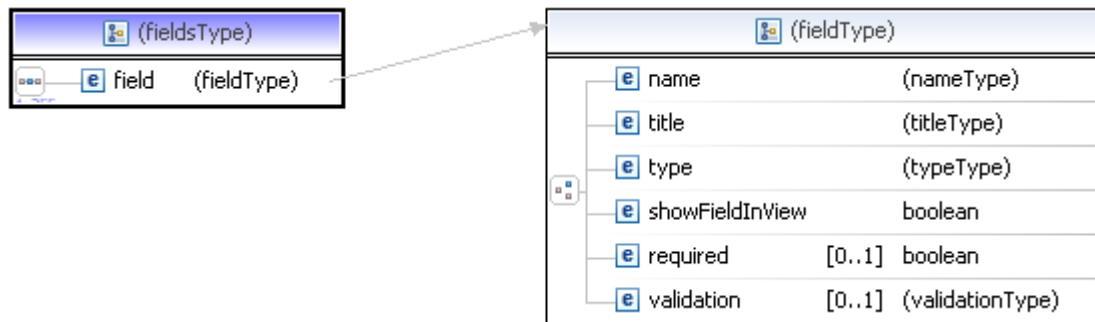 (fieldsType)
e field (fieldType)
(fieldType)
e name (nameType)
e title (titleType)
e type (typeType)
e showFieldInView boolean
e required [0..1] boolean
e validation [0..1] (validationType)